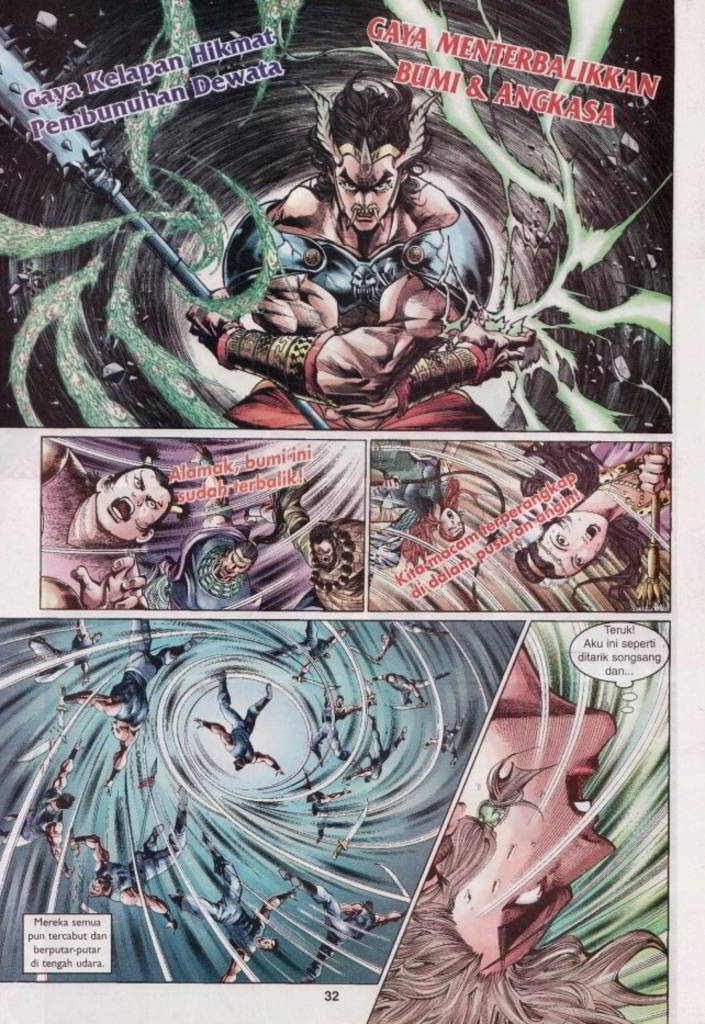 Gaya Kelapan Hikmat
Pembunuhan Dewata
GAYA MENTERBALIKKAN
BUMI & ANGKASA
Alamak, bumi ini
sudah terbalik!
Kita macam terperangkap
di dalam pusaran angin!
Teruk!
Aku ini seperti
ditarik songsang
dan...
Mereka semua
pun tercabut dan
berputar-putar
di tengah udara.
32